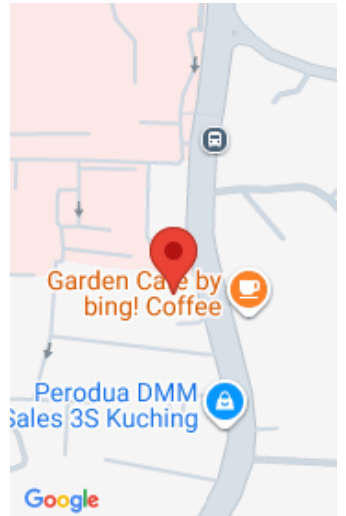 Garden Cafe by
bing! Coffee
Perodua DMM
Sales 3S Kuching
Google